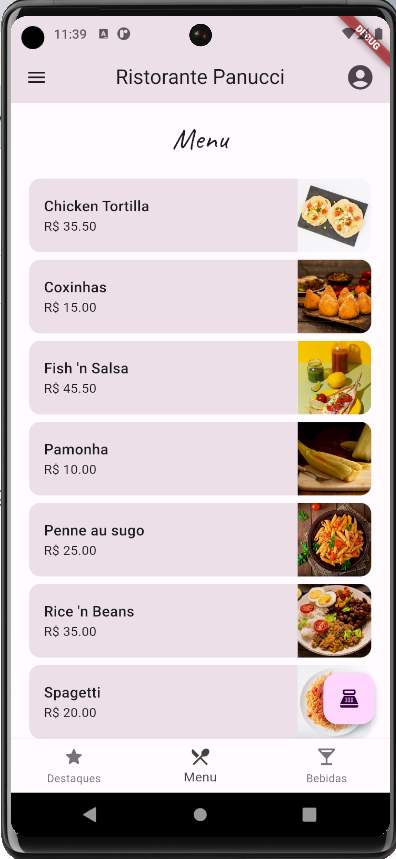 11:39
DEBUG
Ristorante Panucci
Menu
Chicken Tortilla
R$ 35.50
Coxinhas
R$ 15.00
Fish 'n Salsa
R$ 45.50
Pamonha
R$ 10.00
Penne au sugo
R$ 25.00
Rice 'n Beans
R$ 35.00
Spagetti
R$ 20.00
Destaques
Menu
Bebidas